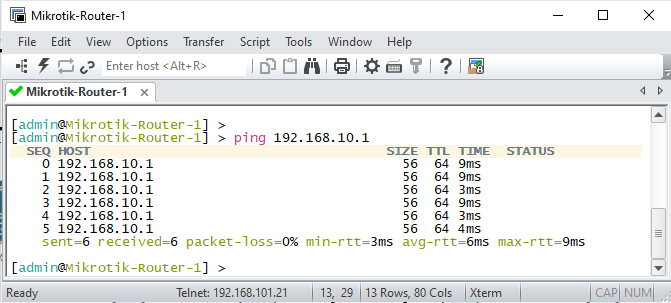 Mikrotik-Router-1
File Edit View Options Transfer Script Tools Window Help
Enter host <Alt+R>
Mikrotik-Router-1
[admin@Mikrotik-Router-1] >
[admin@Mikrotik-Router-1] > ping 192.168.10.1
SEQ HOST SIZE TTL TIME STATUS
0 192.168.10.1 56 64 9ms
1 192.168.10.1 56 64 9ms
2 192.168.10.1 56 64 3ms
3 192.168.10.1 56 64 9ms
4 192.168.10.1 56 64 3ms
5 192.168.10.1 56 64 4ms
sent=6 received=6 packet-loss=0% min-rtt=3ms avg-rtt=6ms max-rtt=9ms
[admin@Mikrotik-Router-1] >
Ready Telnet: 192.168.101.21 13, 29 13 Rows, 80 Cols Xterm CAP NUM